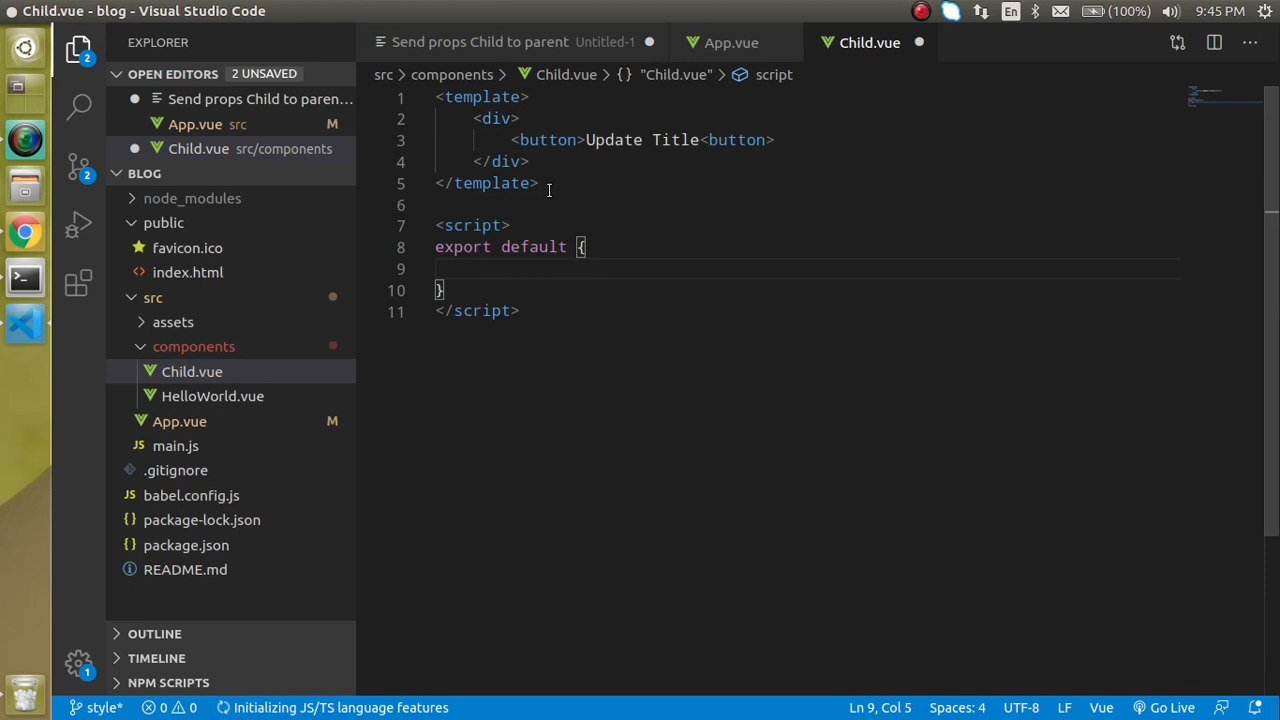 Child.vue - blog - Visual Studio Code
En
(100%)
9:45 PM
EXPLORER
Send props Child to parent Untitled-1
App.vue
Child.vue
2
OPEN EDITORS 2 UNSAVED
src > components > Child.vue > {} "Child.vue" > script
Send props Child to paren...
App.vue src M
Child.vue src/components
2
BLOG
node_modules
public
favicon.ico
index.html
src
assets
components
Child.vue
HelloWorld.vue
App.vue M
JS main.js
.gitignore
JS babel.config.js
{} package-lock.json
{} package.json
README.md
OUTLINE
TIMELINE
NPM SCRIPTS
1
1 <template>
2 <div>
3 <button>Update Title<button>
4 </div>
5 </template>
6
7 <script>
8 export default {
9
10 }
11 </script>
style* 0 0 Initializing JS/TS language features
Ln 9, Col 5 Spaces: 4 UTF-8 LF Vue Go Live